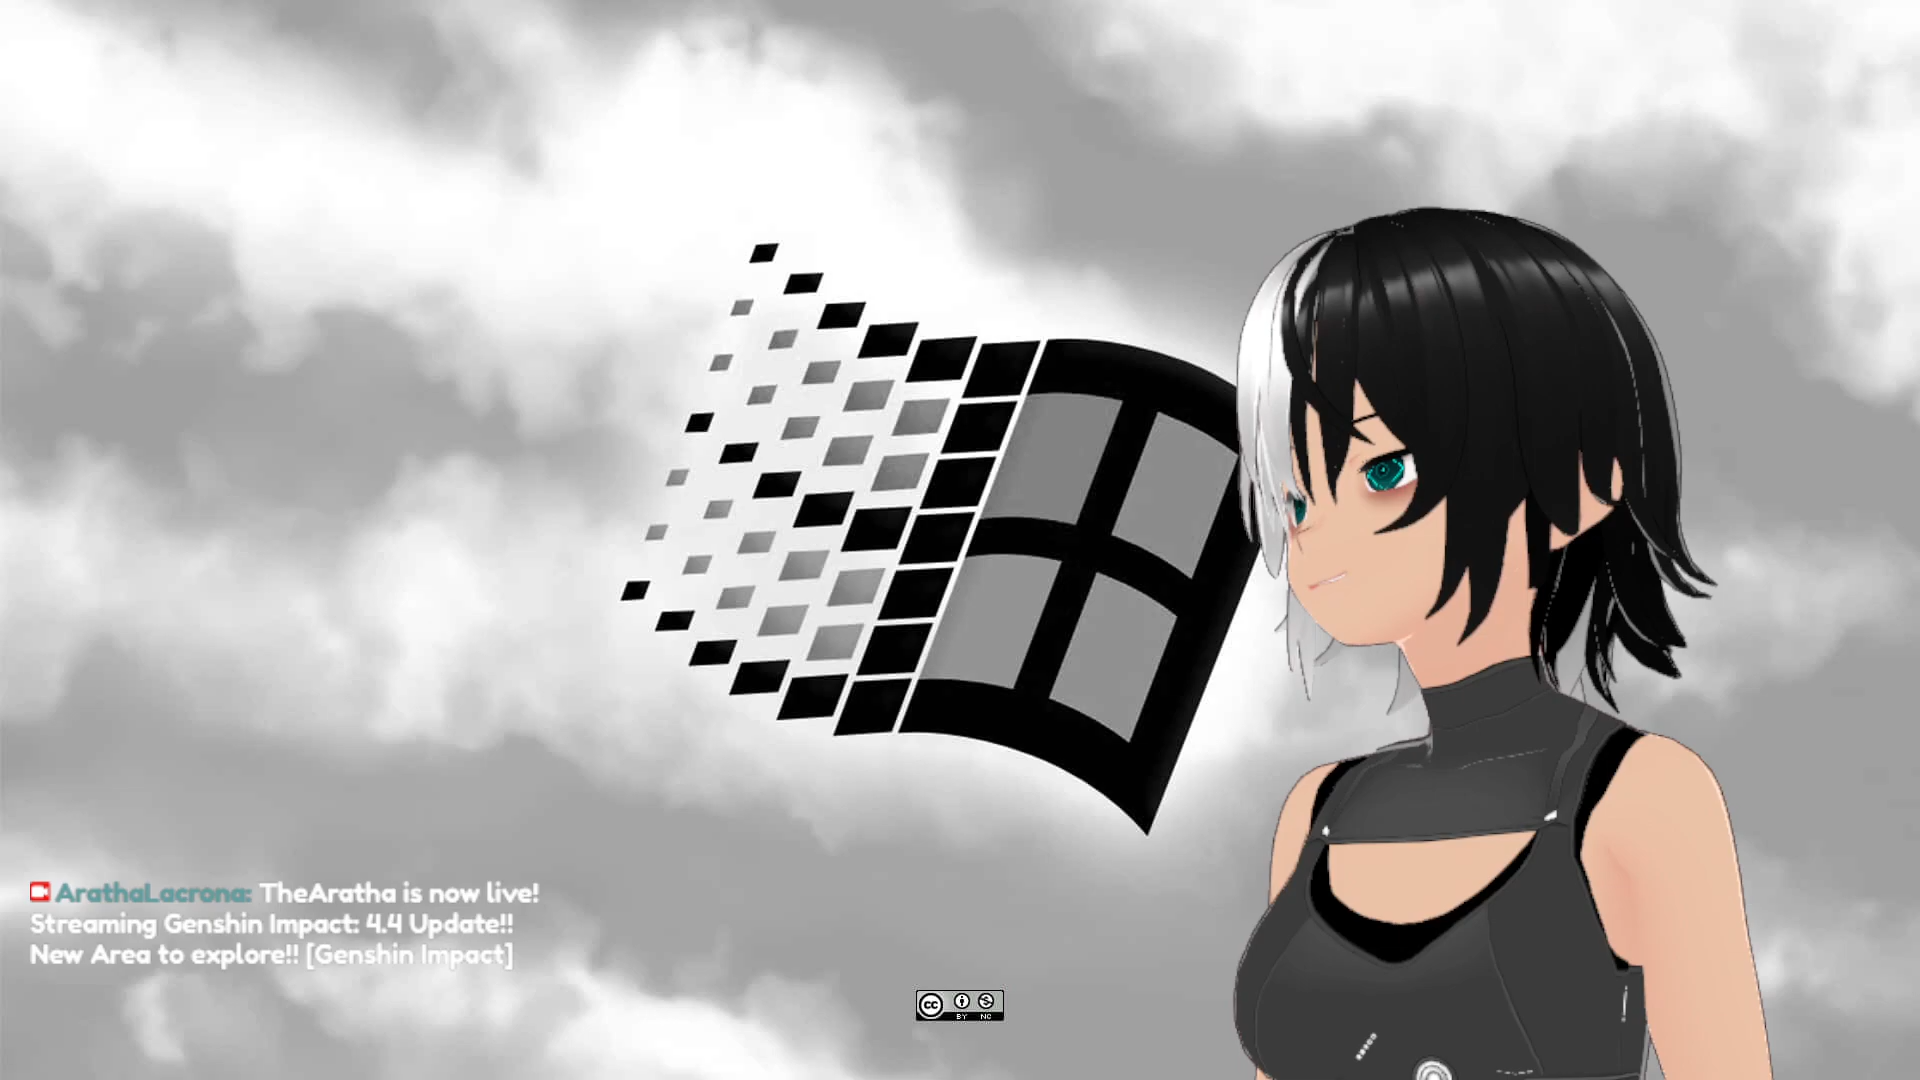 ArathaLacrona: TheAratha is now live!
Streaming Genshin Impact: 4.4 Update!!
New Area to explore!! [Genshin Impact]
cc
BY NC